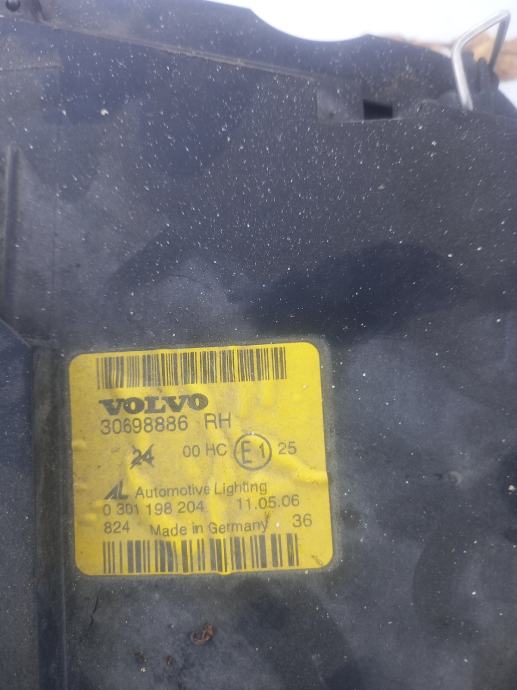 VOLVO
30698886 RH
24 00 HC E1 25
AL Automotive Lighting
0 301 198 204 11.05.06
824 Made in Germany 36